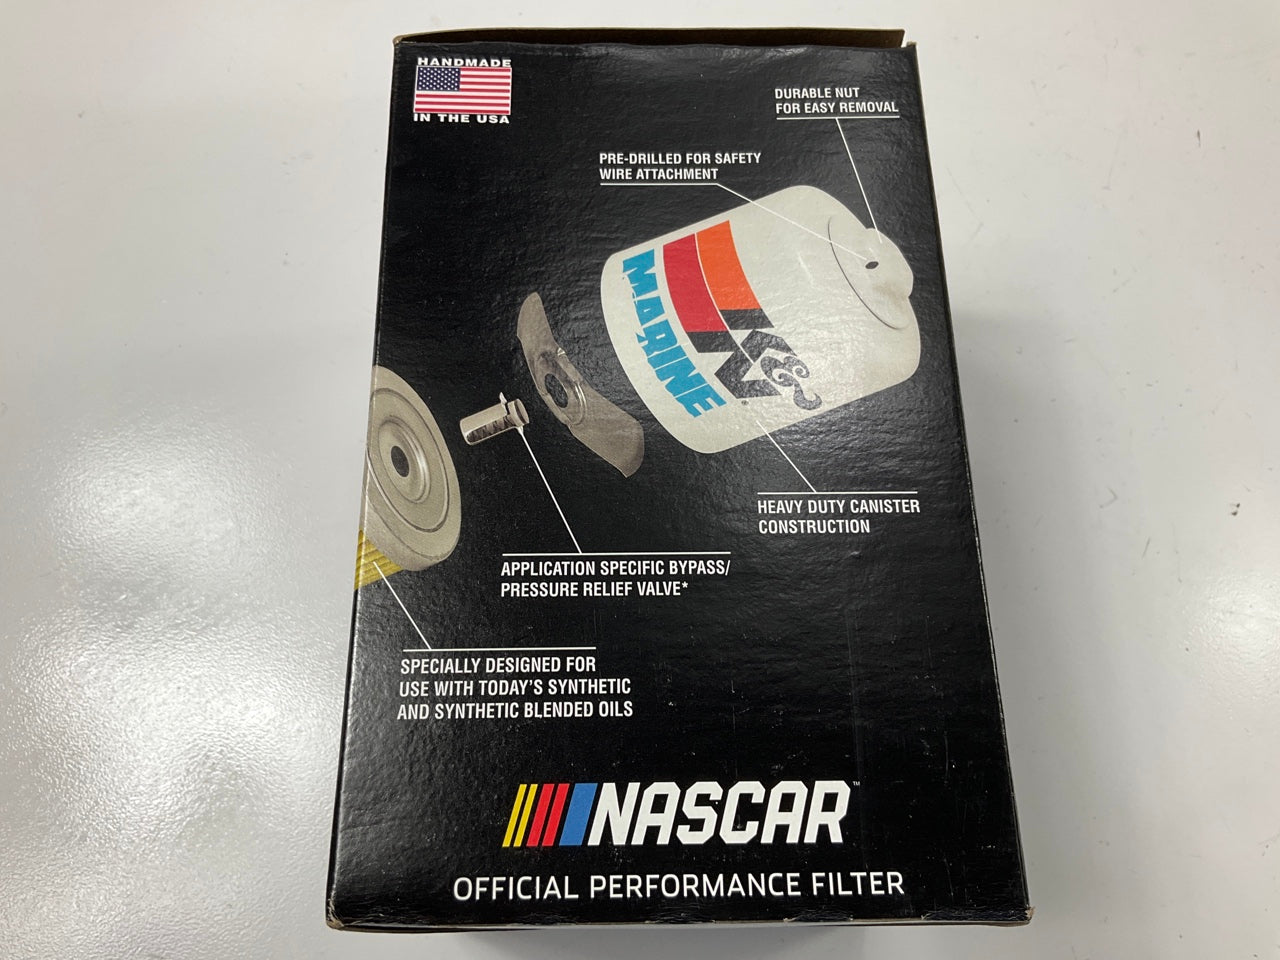 HANDMADE
IN THE USA
DURABLE NUT
FOR EASY REMOVAL
PRE-DRILLED FOR SAFETY
WIRE ATTACHMENT
K&N®
MARINE
HEAVY DUTY CANISTER
CONSTRUCTION
APPLICATION SPECIFIC BYPASS/
PRESSURE RELIEF VALVE*
SPECIALLY DESIGNED FOR
USE WITH TODAY'S SYNTHETIC
AND SYNTHETIC BLENDED OILS
NASCAR™
OFFICIAL PERFORMANCE FILTER